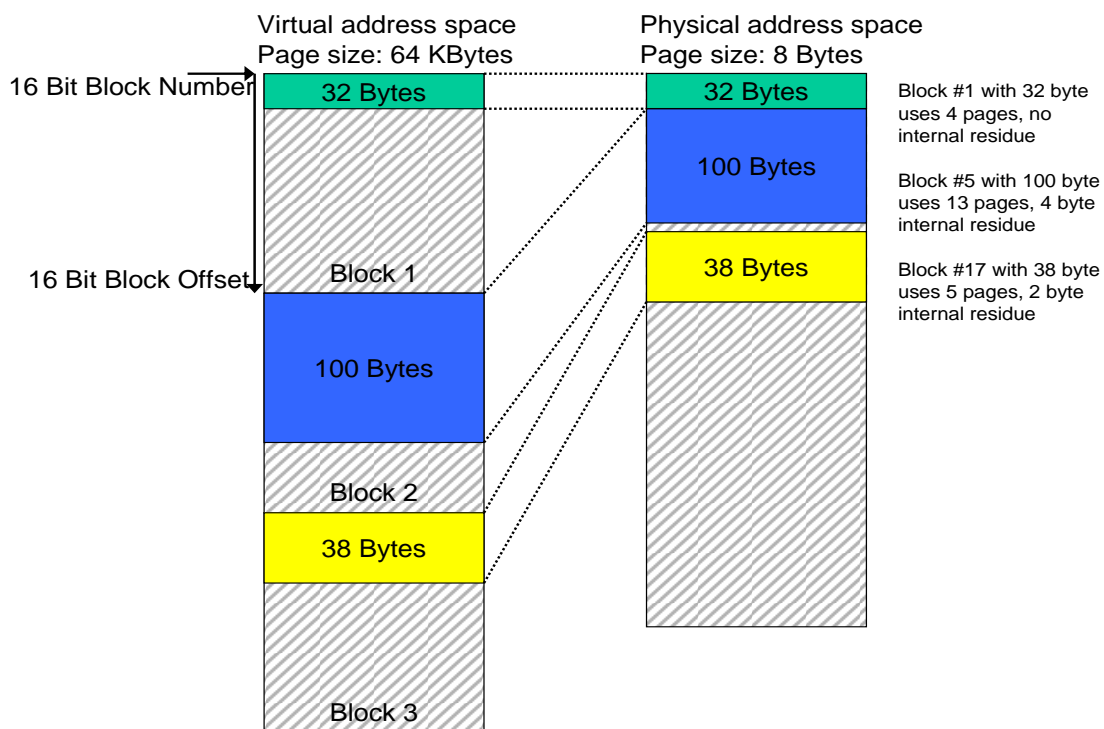 Virtual address space
Page size: 64 KBytes
Physical address space
Page size: 8 Bytes
16 Bit Block Number
32 Bytes
32 Bytes
Block #1 with 32 byte
uses 4 pages, no
internal residue
100 Bytes
Block #5 with 100 byte
uses 13 pages, 4 byte
internal residue
Block 1
16 Bit Block Offset
38 Bytes
Block #17 with 38 byte
uses 5 pages, 2 byte
internal residue
100 Bytes
Block 2
38 Bytes
Block 3